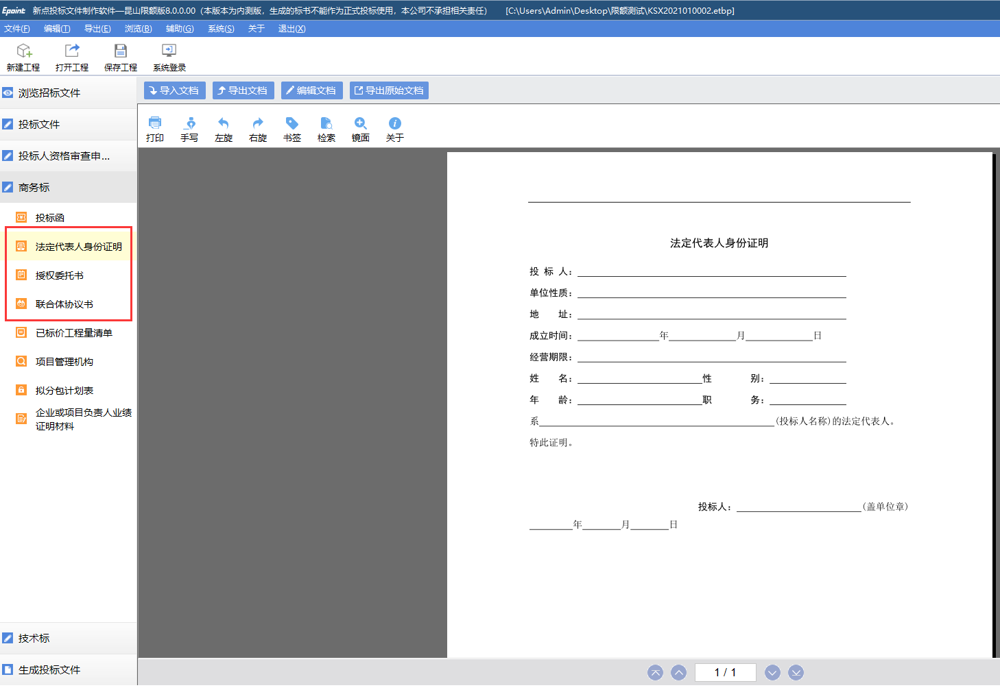 Epoint 新点投标文件制作软件—昆山限额版8.0.0.00（本版本为内测版，生成的标书不能作为正式投标使用，本公司不承担相关责任） [C:\Users\Admin\Desktop\限额测试\KSX2021010002.etbp]
文件(F) 编辑(T) 导出(E) 浏览(B) 辅助(G) 系统(S) 关于 退出(X)
新建工程 打开工程 保存工程 系统登录
浏览招标文件
投标文件
投标人资格审查申...
商务标
投标函
法定代表人身份证明
授权委托书
联合体协议书
已标价工程量清单
项目管理机构
拟分包计划表
企业或项目负责人业绩
证明材料
技术标
生成投标文件
导入文档 导出文档 编辑文档 导出原始文档
打印 手写 左旋 右旋 书签 检索 镜面 关于
法定代表人身份证明
投 标 人：
单位性质：
地 址：
成立时间： 年 月 日
经营期限：
姓 名： 性 别：
年 龄： 职 务：
系 (投标人名称)的法定代表人。
特此证明。
投标人： (盖单位章)
年 月 日
1 / 1